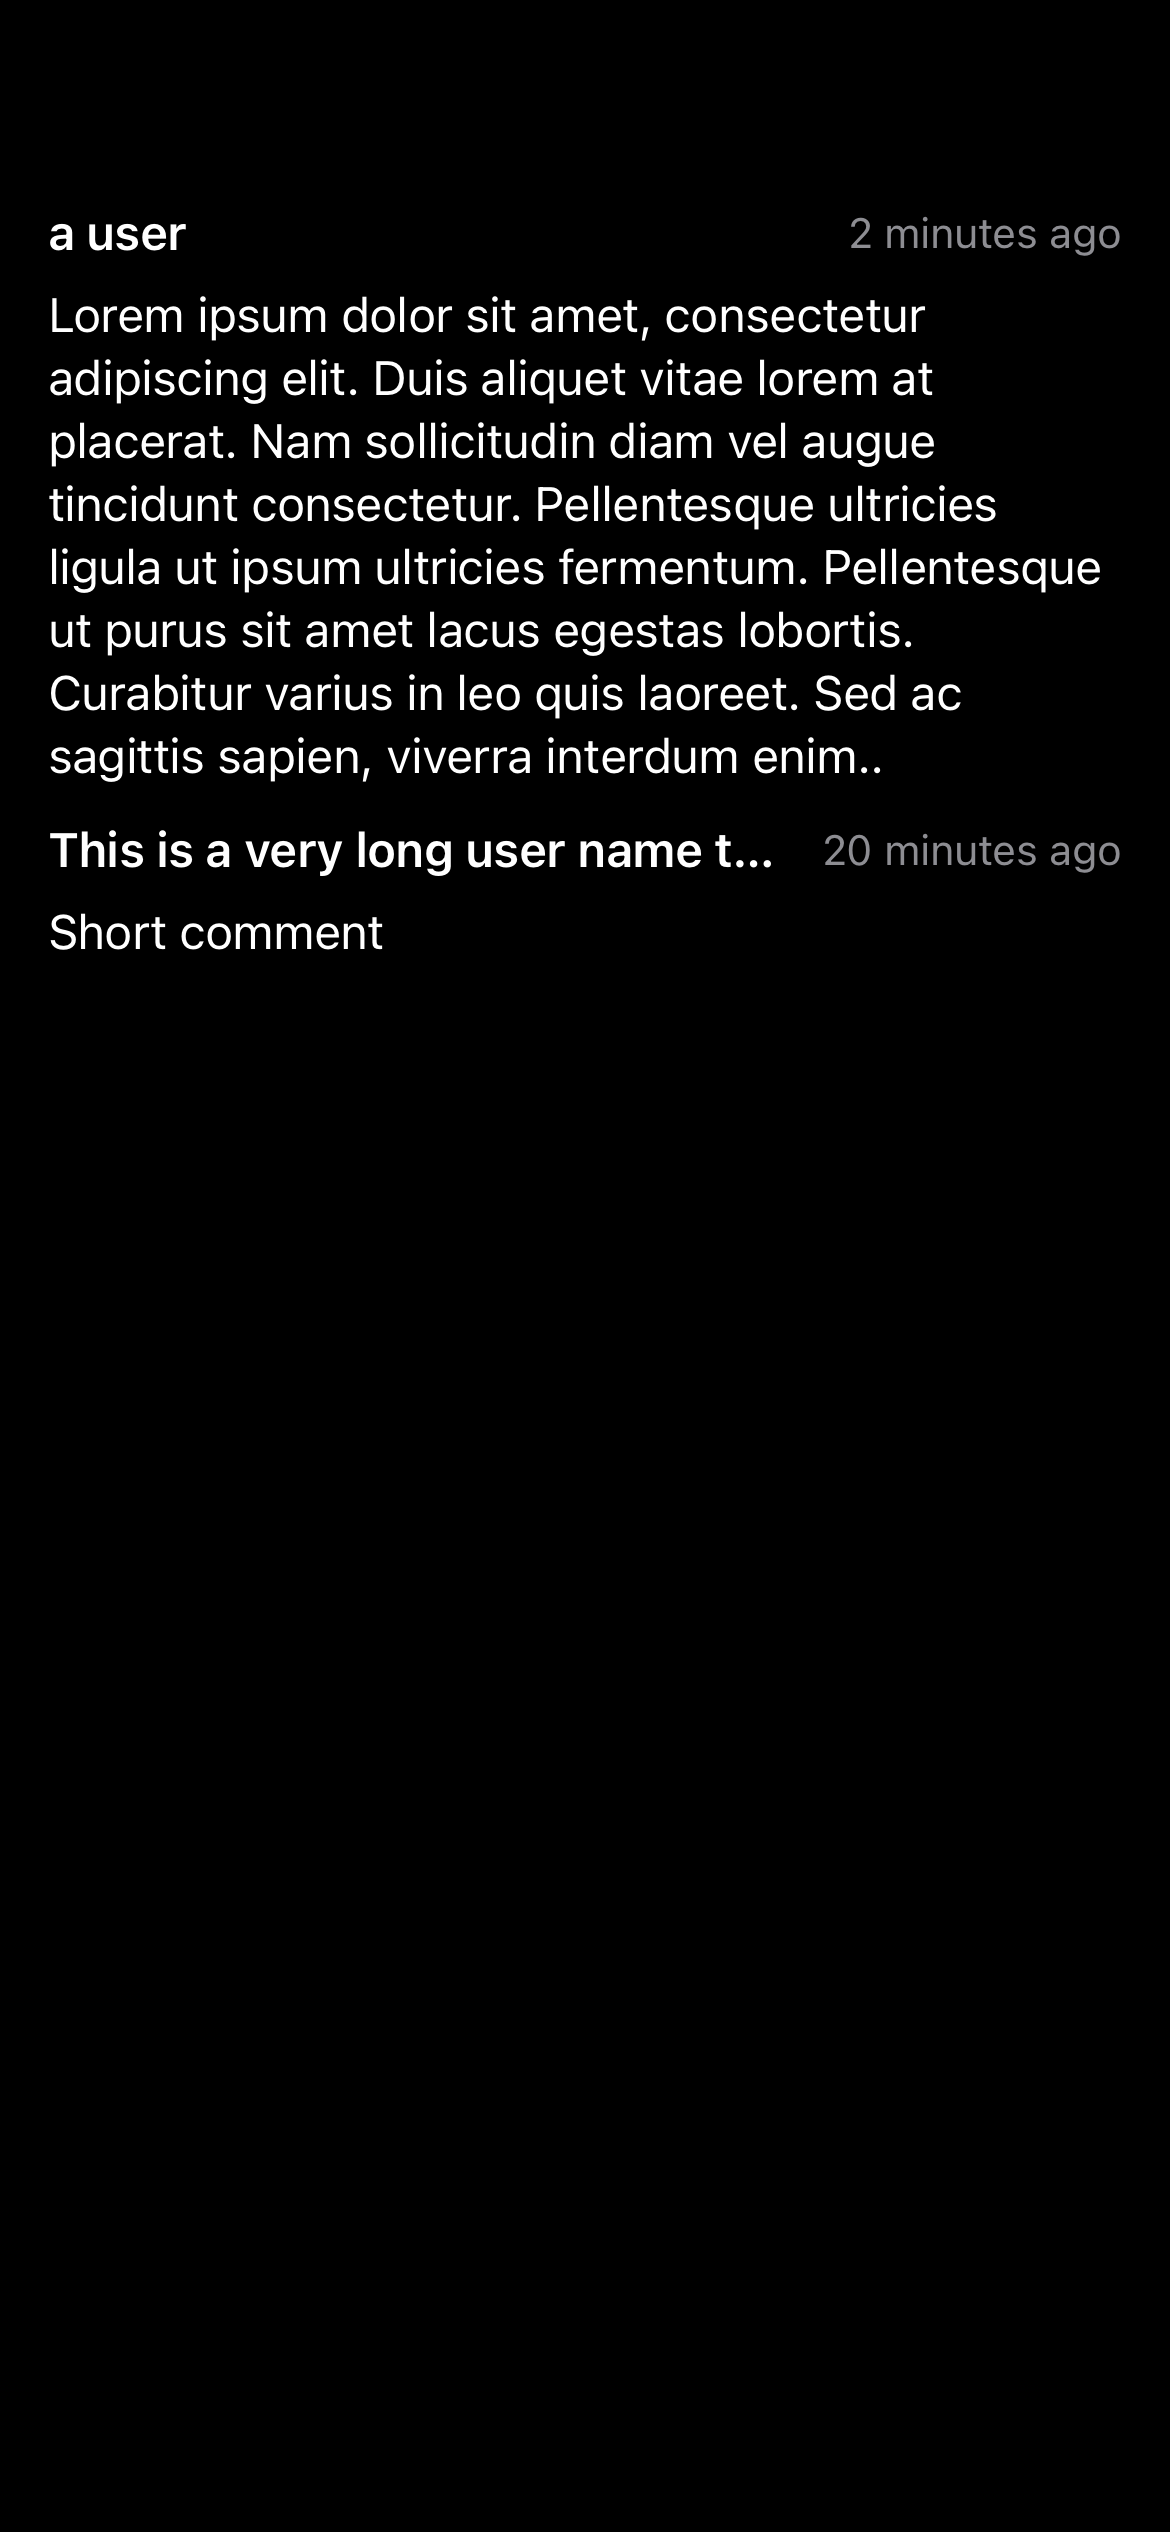 a user 2 minutes ago
Lorem ipsum dolor sit amet, consectetur
adipiscing elit. Duis aliquet vitae lorem at
placerat. Nam sollicitudin diam vel augue
tincidunt consectetur. Pellentesque ultricies
ligula ut ipsum ultricies fermentum. Pellentesque
ut purus sit amet lacus egestas lobortis.
Curabitur varius in leo quis laoreet. Sed ac
sagittis sapien, viverra interdum enim..
This is a very long user name t... 20 minutes ago
Short comment